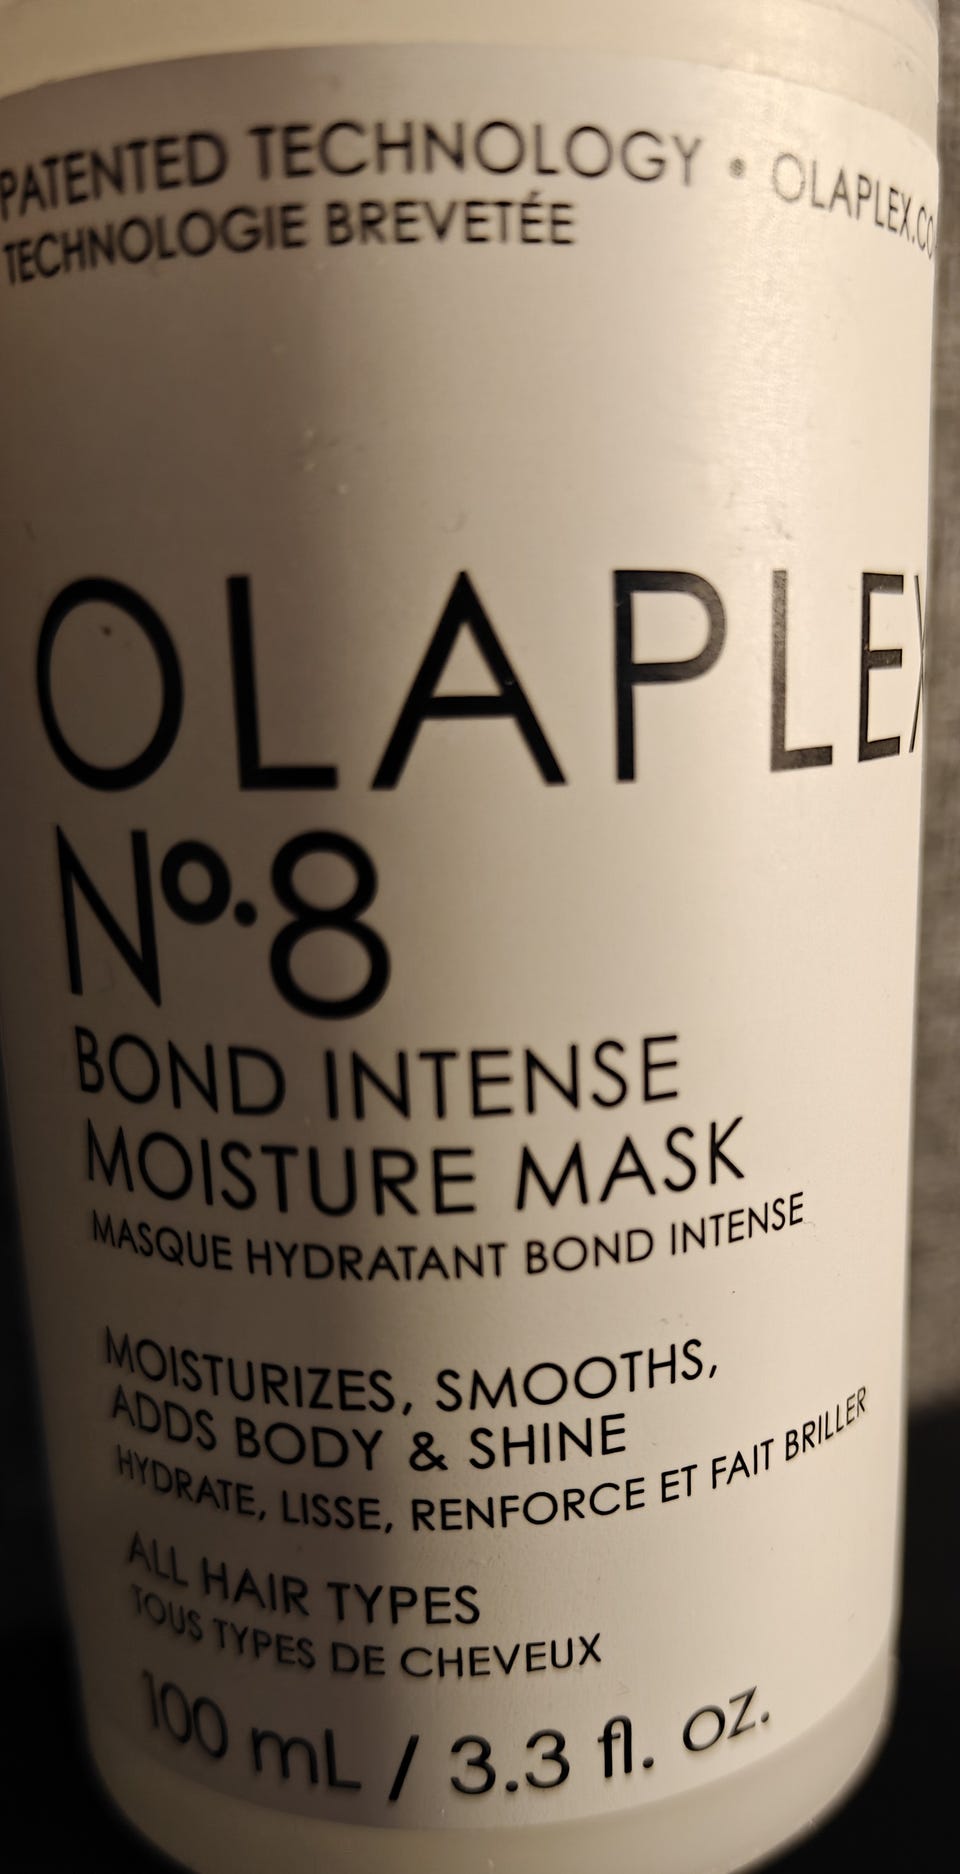 PATENTED TECHNOLOGY • OLAPLEX.CO
TECHNOLOGIE BREVETÉE
OLAPLEX
Nº.8
BOND INTENSE
MOISTURE MASK
MASQUE HYDRATANT BOND INTENSE
MOISTURIZES, SMOOTHS,
ADDS BODY & SHINE
HYDRATE, LISSE, RENFORCE ET FAIT BRILLER
ALL HAIR TYPES
TOUS TYPES DE CHEVEUX
100 mL / 3.3 fl. oz.